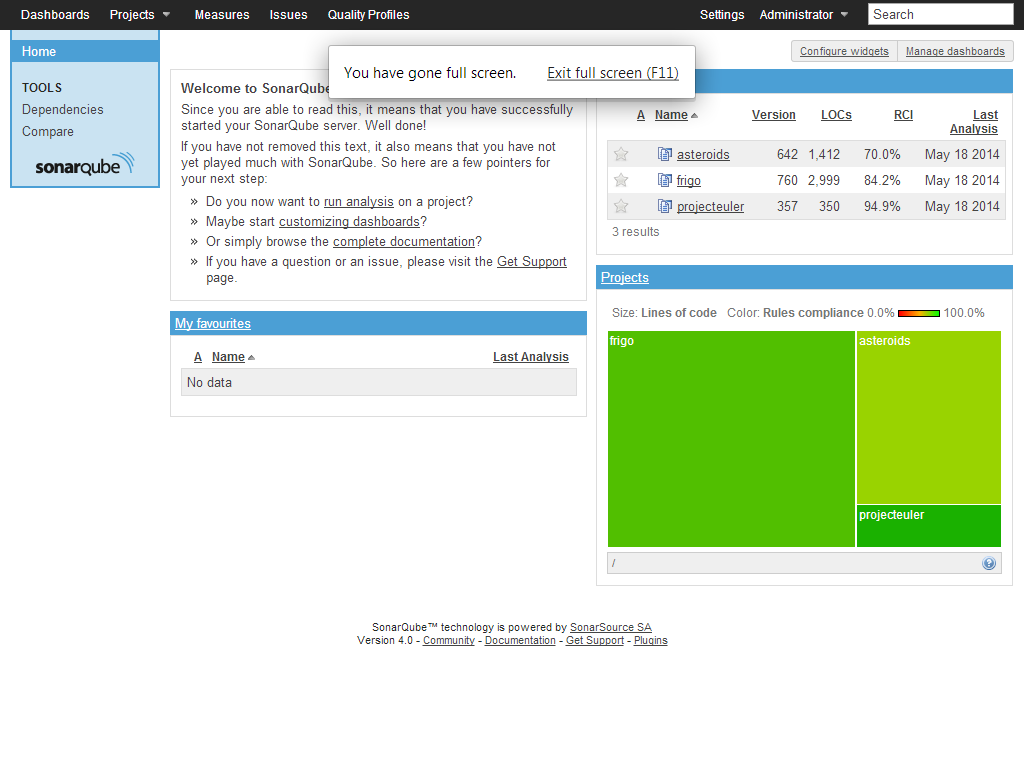 Dashboards Projects Measures Issues Quality Profiles Settings Administrator Search
Configure widgets Manage dashboards
You have gone full screen. Exit full screen (F11)
Home
TOOLS
Dependencies
Compare
sonarqube
Welcome to SonarQube
Since you are able to read this, it means that you have successfully
started your SonarQube server. Well done!
If you have not removed this text, it also means that you have not
yet played much with SonarQube. So here are a few pointers for
your next step:
» Do you now want to run analysis on a project?
» Maybe start customizing dashboards?
» Or simply browse the complete documentation?
» If you have a question or an issue, please visit the Get Support
page.
My favourites
A Name Last Analysis
No data
A Name Version LOCs RCI Last
Analysis
asteroids 642 1,412 70.0% May 18 2014
frigo 760 2,999 84.2% May 18 2014
projecteuler 357 350 94.9% May 18 2014
3 results
Projects
Size: Lines of code Color: Rules compliance 0.0% 100.0%
frigo
asteroids
projecteuler
/
?
SonarQube™ technology is powered by SonarSource SA
Version 4.0 - Community - Documentation - Get Support - Plugins